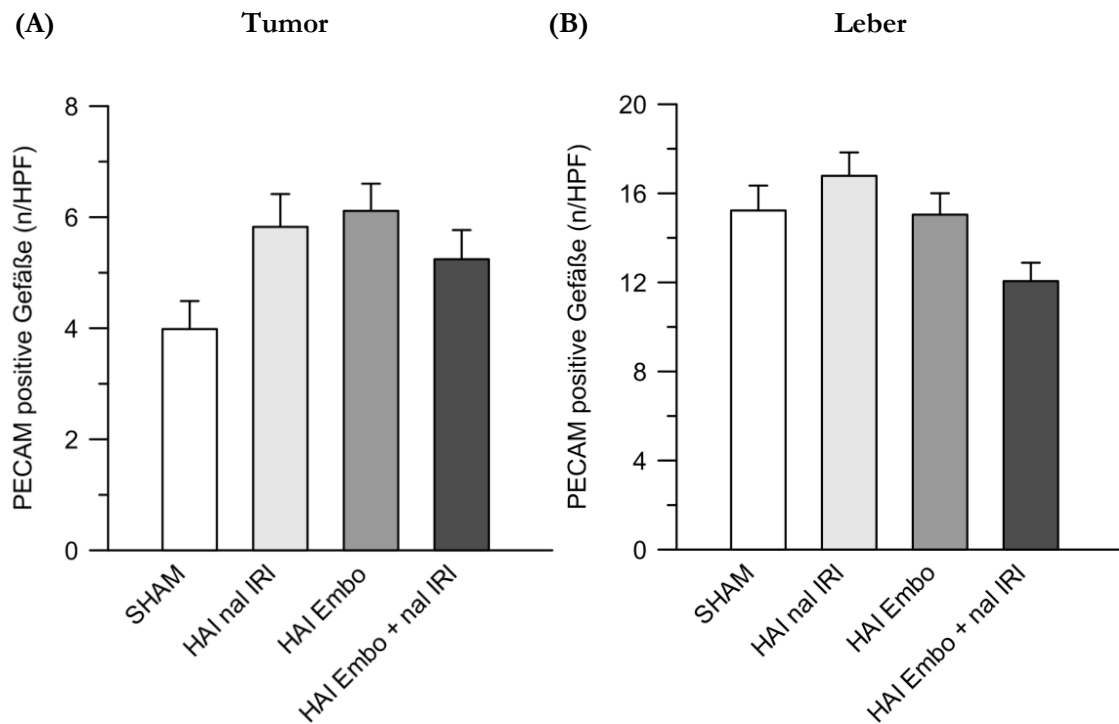 (A) Tumor
PECAM positive Gefäße (n/HPF)
8
6
4
2
0
SHAM
HAI nal IRI
HAI Embo
HAI Embo + nal IRI
(B) Leber
PECAM positive Gefäße (n/HPF)
20
16
12
8
4
0
SHAM
HAI nal IRI
HAI Embo
HAI Embo + nal IRI